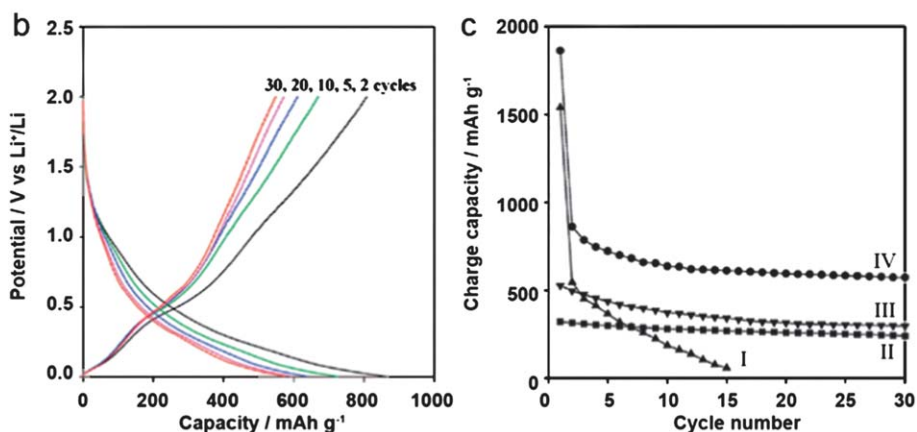 b
2.5
2.0
1.5
1.0
0.5
0.0
Potential / V vs Li⁺/Li
30, 20, 10, 5, 2 cycles
0
200
400
600
800
1000
Capacity / mAh g⁻¹
c
2000
1500
1000
500
0
Charge capacity / mAh g⁻¹
IV
III
II
I
0
5
10
15
20
25
30
Cycle number